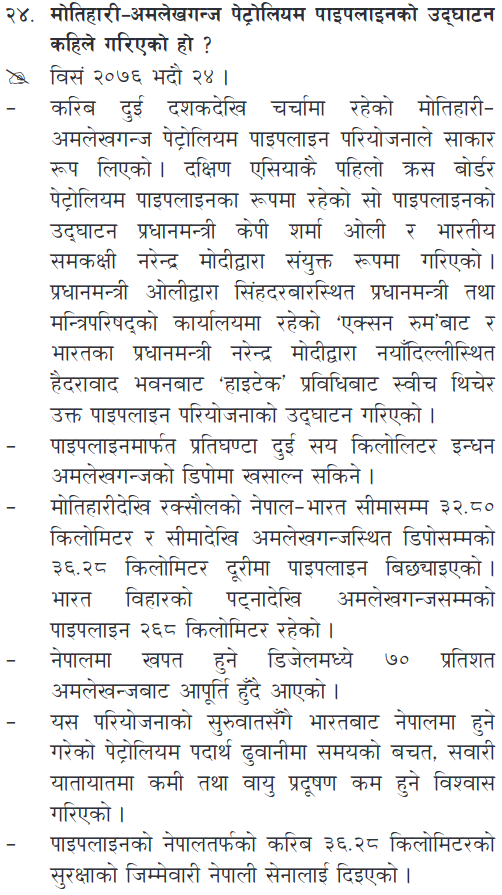 २४. मोतिहारी–अमलेखगन्ज पेट्रोलियम पाइपलाइनको उद्घाटन
कहिले गरिएको हो ?
विसं २०७६ भदौ २४ ।
– करिब दुई दशकदेखि चर्चामा रहेको मोतिहारी–
अमलेखगन्ज पेट्रोलियम पाइपलाइन परियोजनाले साकार
रूप लिएको । दक्षिण एसियाकै पहिलो क्रस बोर्डर
पेट्रोलियम पाइपलाइनका रूपमा रहेको सो पाइपलाइनको
उद्घाटन प्रधानमन्त्री केपी शर्मा ओली र भारतीय
समकक्षी नरेन्द्र मोदीद्वारा संयुक्त रूपमा गरिएको ।
प्रधानमन्त्री ओलीद्वारा सिंहदरबारस्थित प्रधानमन्त्री तथा
मन्त्रिपरिषद्को कार्यालयमा रहेको ‘एक्सन रुम’बाट र
भारतका प्रधानमन्त्री नरेन्द्र मोदीद्वारा नयाँदिल्लीस्थित
हैदरावाद भवनबाट ‘हाइटेक’ प्रविधिबाट स्वीच थिचेर
उक्त पाइपलाइन परियोजनाको उद्घाटन गरिएको ।
– पाइपलाइनमार्फत प्रतिघण्टा दुई सय किलोलिटर इन्धन
अमलेखगन्जको डिपोमा खसाल्न सकिने ।
– मोतिहारीदेखि रक्सौलको नेपाल–भारत सीमासम्म ३२.८०
किलोमिटर र सीमादेखि अमलेखगन्जस्थित डिपोसम्मको
३६.२८ किलोमिटर दूरीमा पाइपलाइन बिछ्याइएको ।
भारत विहारको पट्नादेखि अमलेखगन्जसम्मको
पाइपलाइन २६८ किलोमिटर रहेको ।
– नेपालमा खपत हुने डिजेलमध्ये ७० प्रतिशत
अमलेखन्जबाट आपूर्ति हुँदै आएको ।
– यस परियोजनाको सुरुवातसँगै भारतबाट नेपालमा हुने
गरेको पेट्रोलियम पदार्थ ढुवानीमा समयको बचत, सवारी
यातायातमा कमी तथा वायु प्रदूषण कम हुने विश्वास
गरिएको ।
– पाइपलाइनको नेपालतर्फको करिब ३६.२८ किलोमिटरको
सुरक्षाको जिम्मेवारी नेपाली सेनालाई दिइएको ।